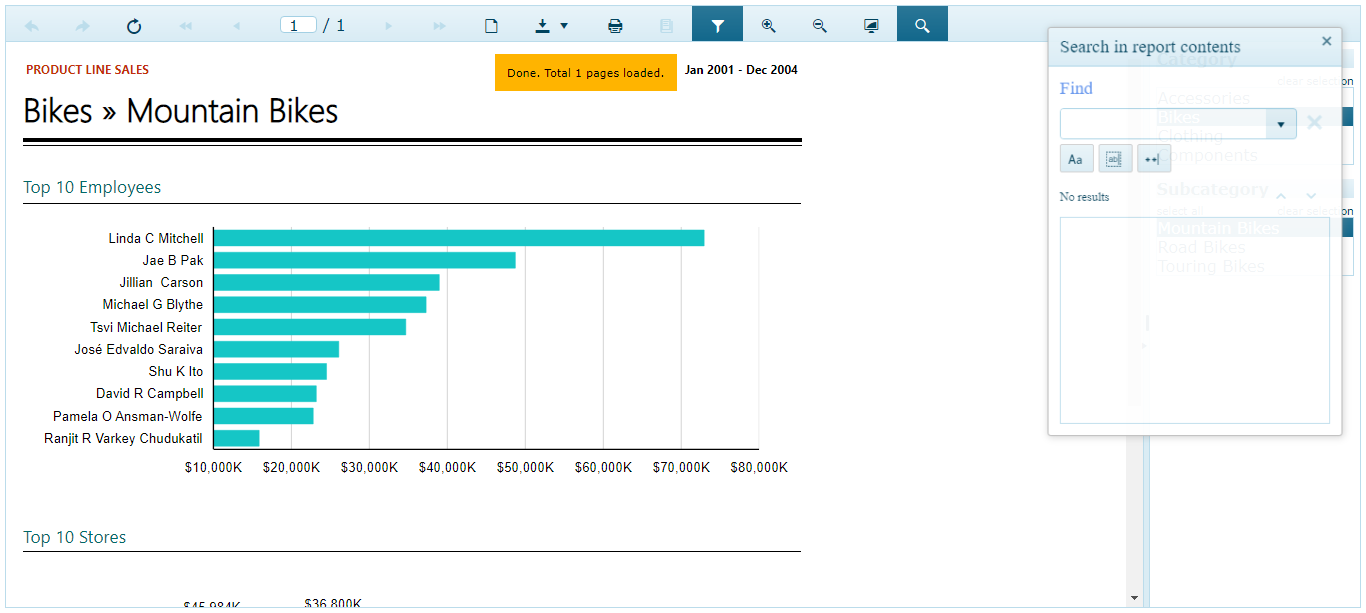 1 / 1
PRODUCT LINE SALES
Done. Total 1 pages loaded.
Jan 2001 - Dec 2004
Bikes » Mountain Bikes
Top 10 Employees
Linda C Mitchell
Jae B Pak
Jillian  Carson
Michael G Blythe
Tsvi Michael Reiter
José Edvaldo Saraiva
Shu K Ito
David R Campbell
Pamela O Ansman-Wolfe
Ranjit R Varkey Chudukatil
$10,000K $20,000K $30,000K $40,000K $50,000K $60,000K $70,000K $80,000K
Top 10 Stores
$45,984K $36,800K
Search in report contents
Category
clear selection
Find
Accessories
Bikes
Clothing
Components
Aa ab
Subcategory
No results
select all clear selection
Mountain Bikes
Road Bikes
Touring Bikes